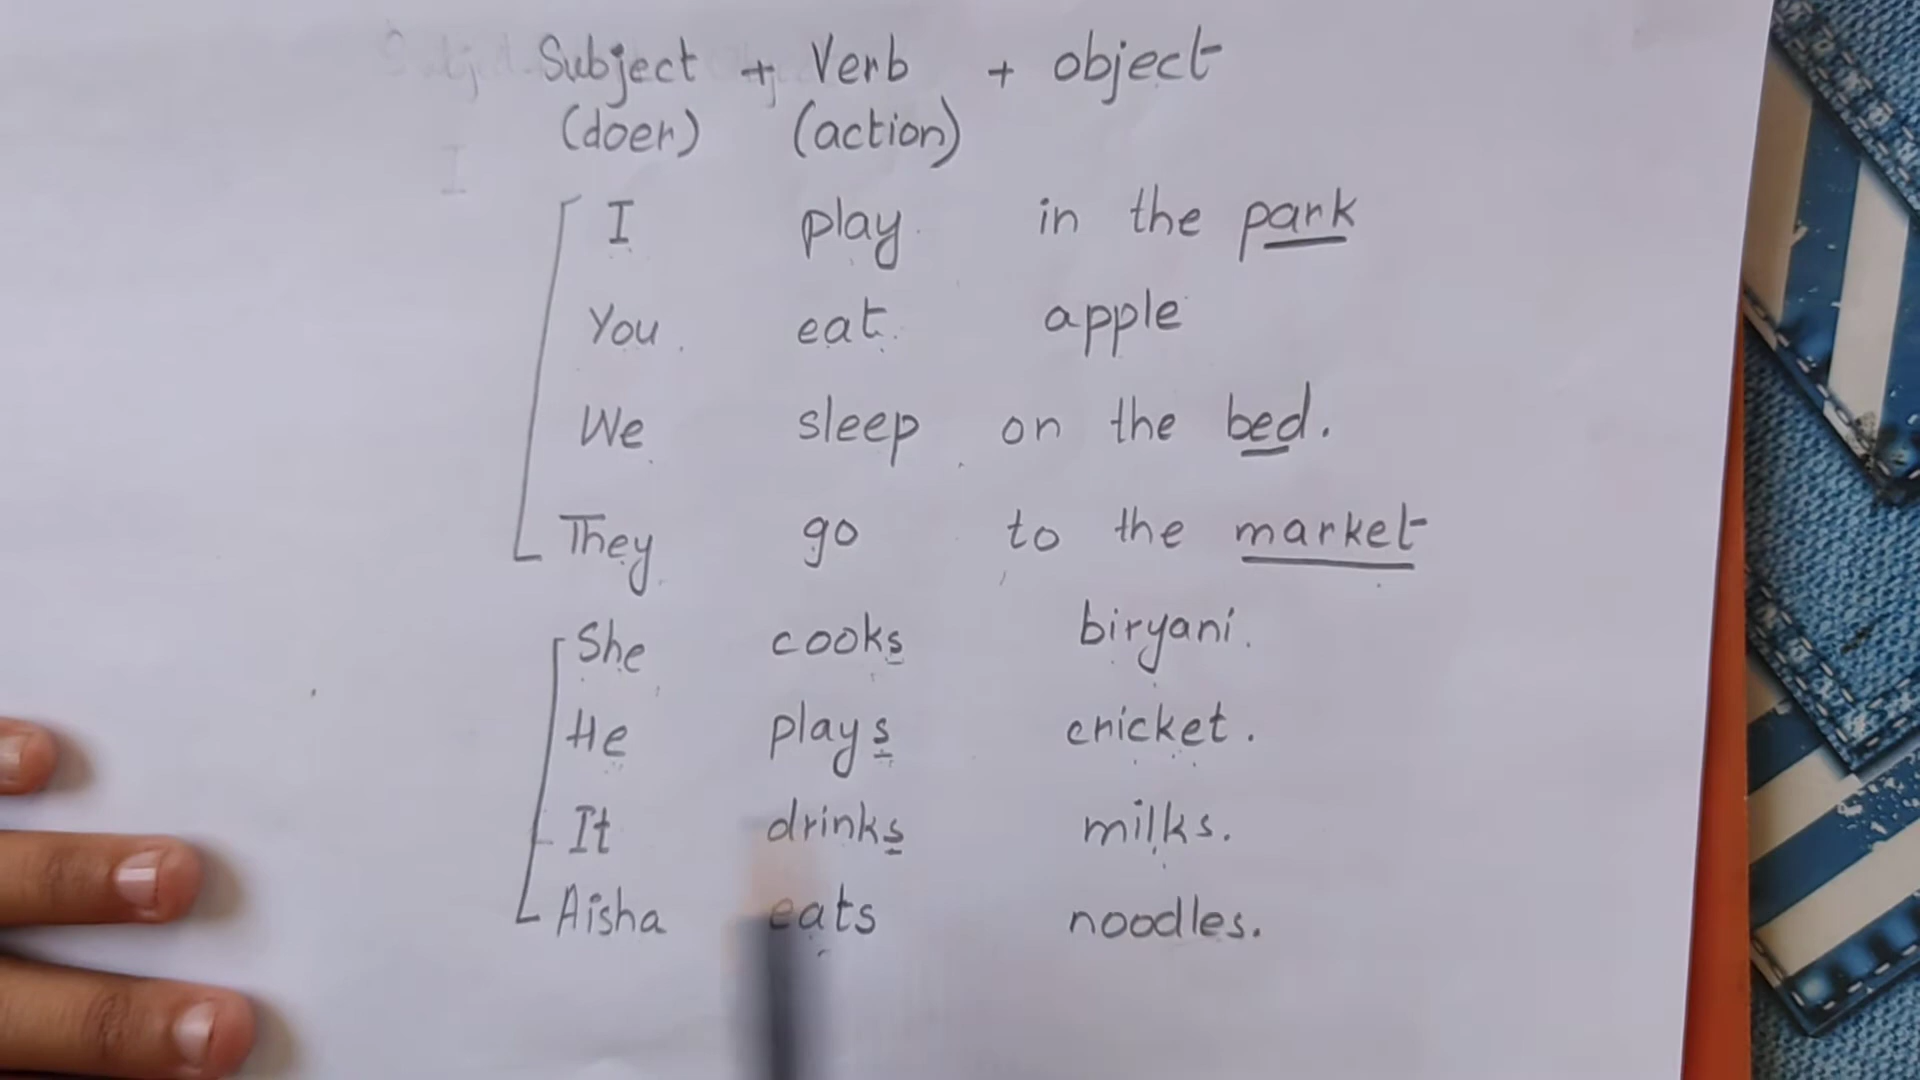 Subject + Verb + object
(doer) (action)
I play in the park
You eat apple
We sleep on the bed.
They go to the market
She cooks biryani.
He plays cricket.
It drinks milks.
Aisha eats noodles.